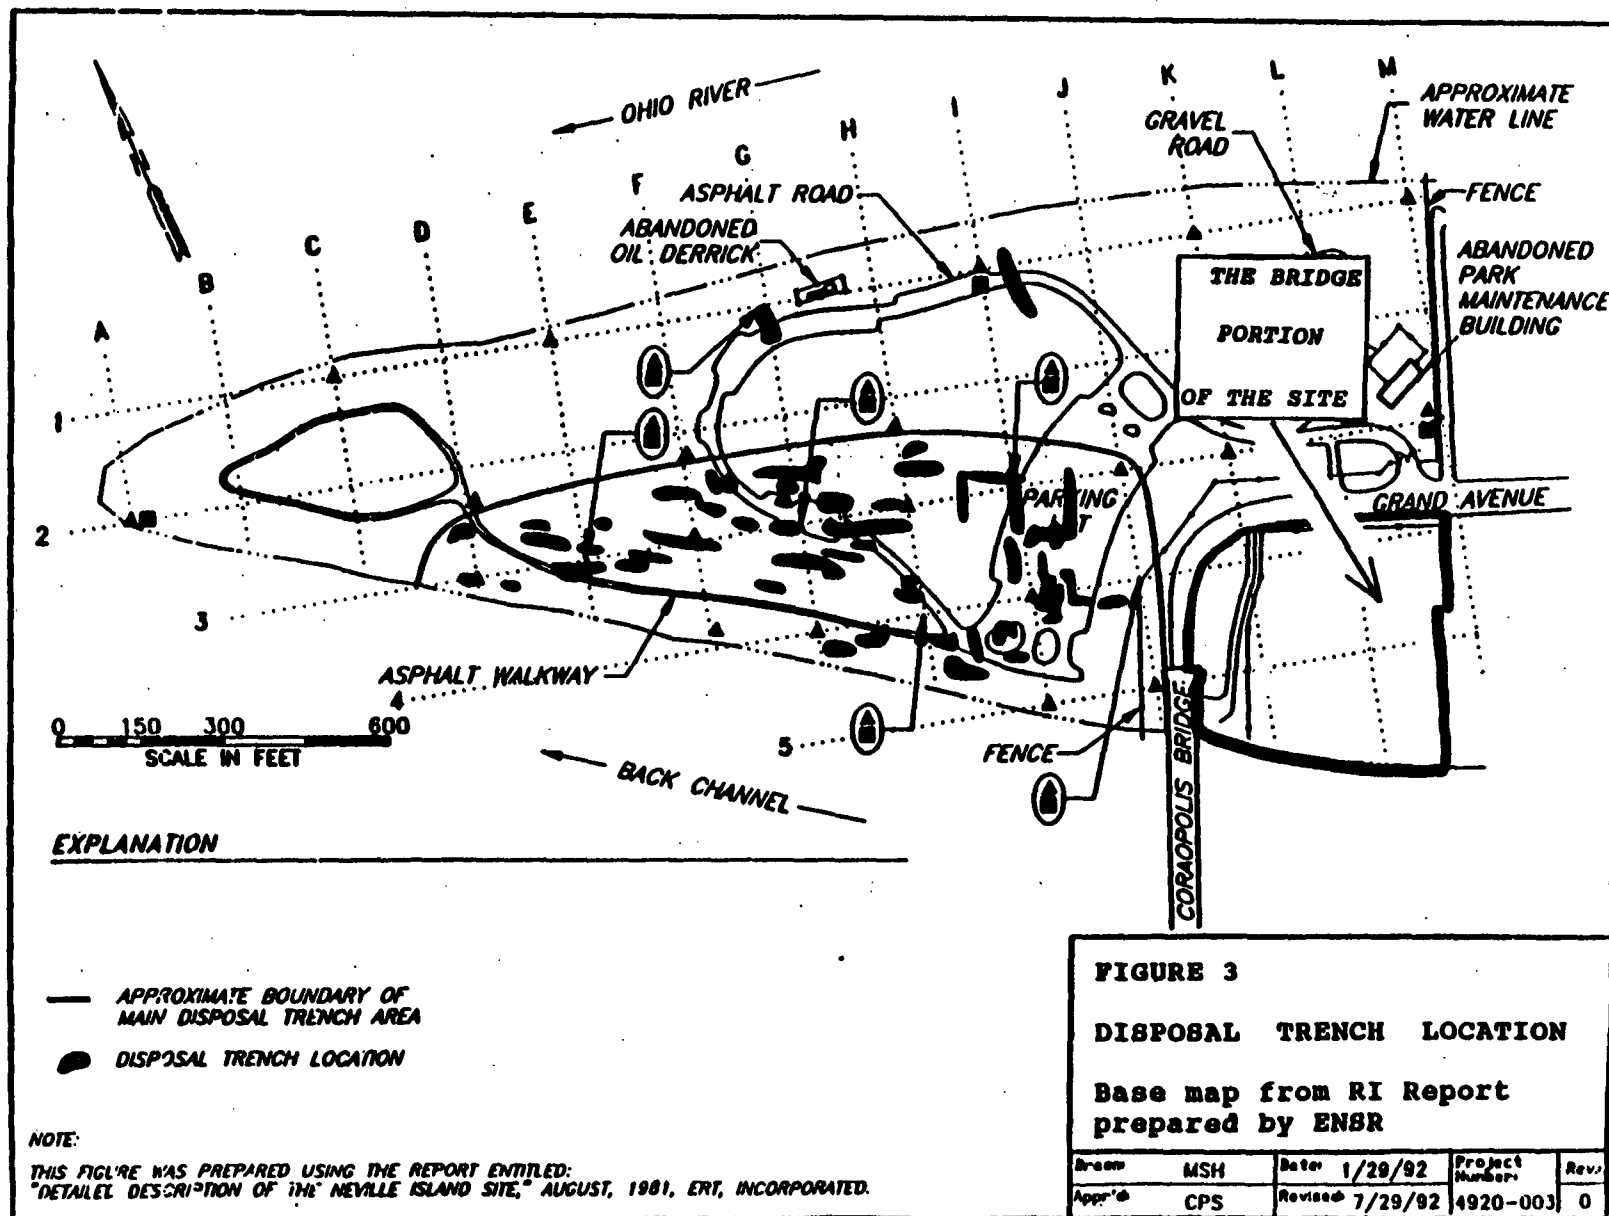 OHIO RIVER
A
B
C
D
E
F
G
H
I
J
K
L
M
APPROXIMATE
WATER LINE
GRAVEL
ROAD
FENCE
ASPHALT ROAD
ABANDONED
OIL DERRICK
ABANDONED
PARK
MAINTENANCE
BUILDING
THE BRIDGE
PORTION
OF THE SITE
1
2
3
4
5
PARKING
GRAND AVENUE
ASPHALT WALKWAY
0 150 300 600
SCALE IN FEET
BACK CHANNEL
FENCE
CORAOPOLIS BRIDGE
EXPLANATION
APPROXIMATE BOUNDARY OF
MAIN DISPOSAL TRENCH AREA
DISPOSAL TRENCH LOCATION
NOTE:
THIS FIGURE WAS PREPARED USING THE REPORT ENTITLED:
"DETAILED DESCRIPTION OF THE NEVILLE ISLAND SITE," AUGUST, 1981, ERT, INCORPORATED.
FIGURE 3
DISPOSAL TRENCH LOCATION
Base map from RI Report
prepared by ENSR
Drawn MSH Date: 1/29/92 Project Number: Rev.:
Appr'd: CPS Revised: 7/29/92 4920-003 0